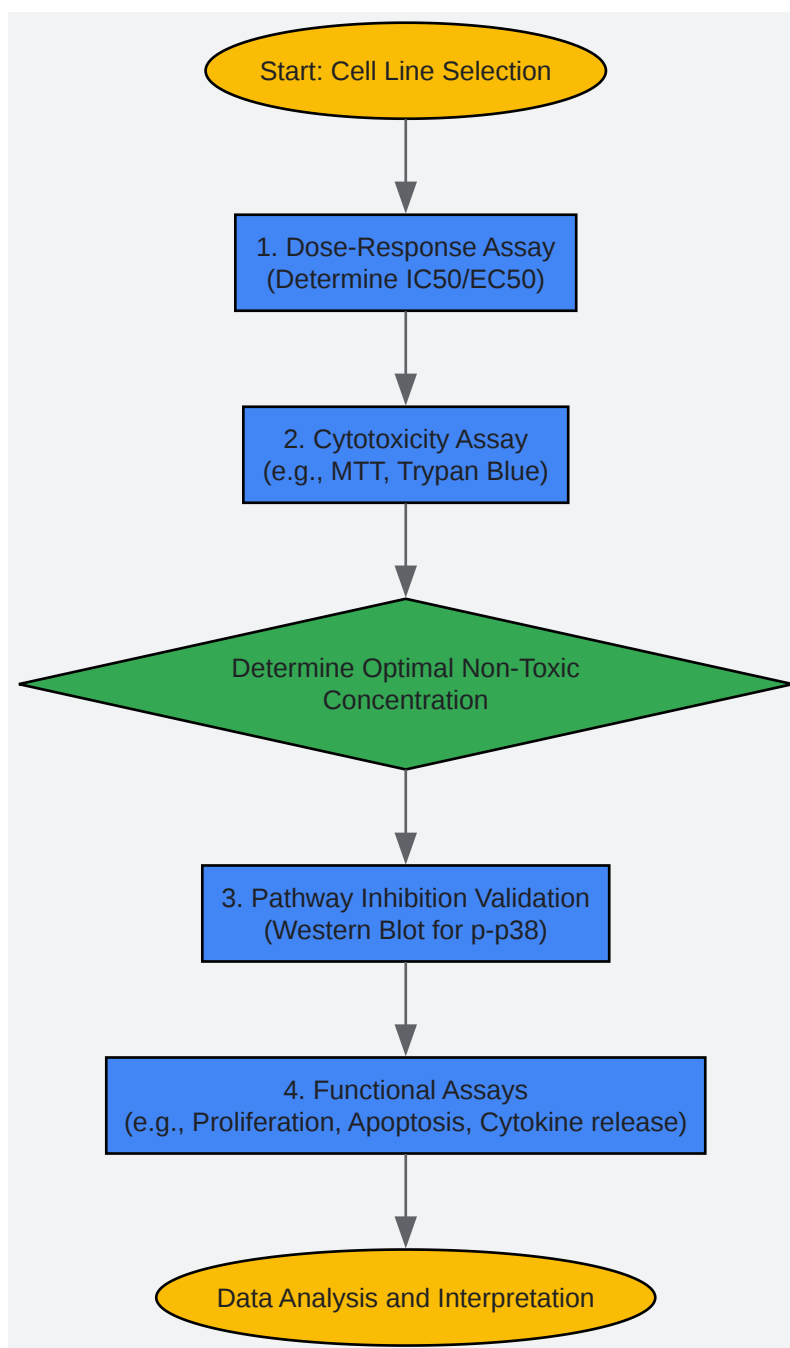 Start: Cell Line Selection
1. Dose-Response Assay
(Determine IC50/EC50)
2. Cytotoxicity Assay
(e.g., MTT, Trypan Blue)
Determine Optimal Non-Toxic
Concentration
3. Pathway Inhibition Validation
(Western Blot for p-p38)
4. Functional Assays
(e.g., Proliferation, Apoptosis, Cytokine release)
Data Analysis and Interpretation